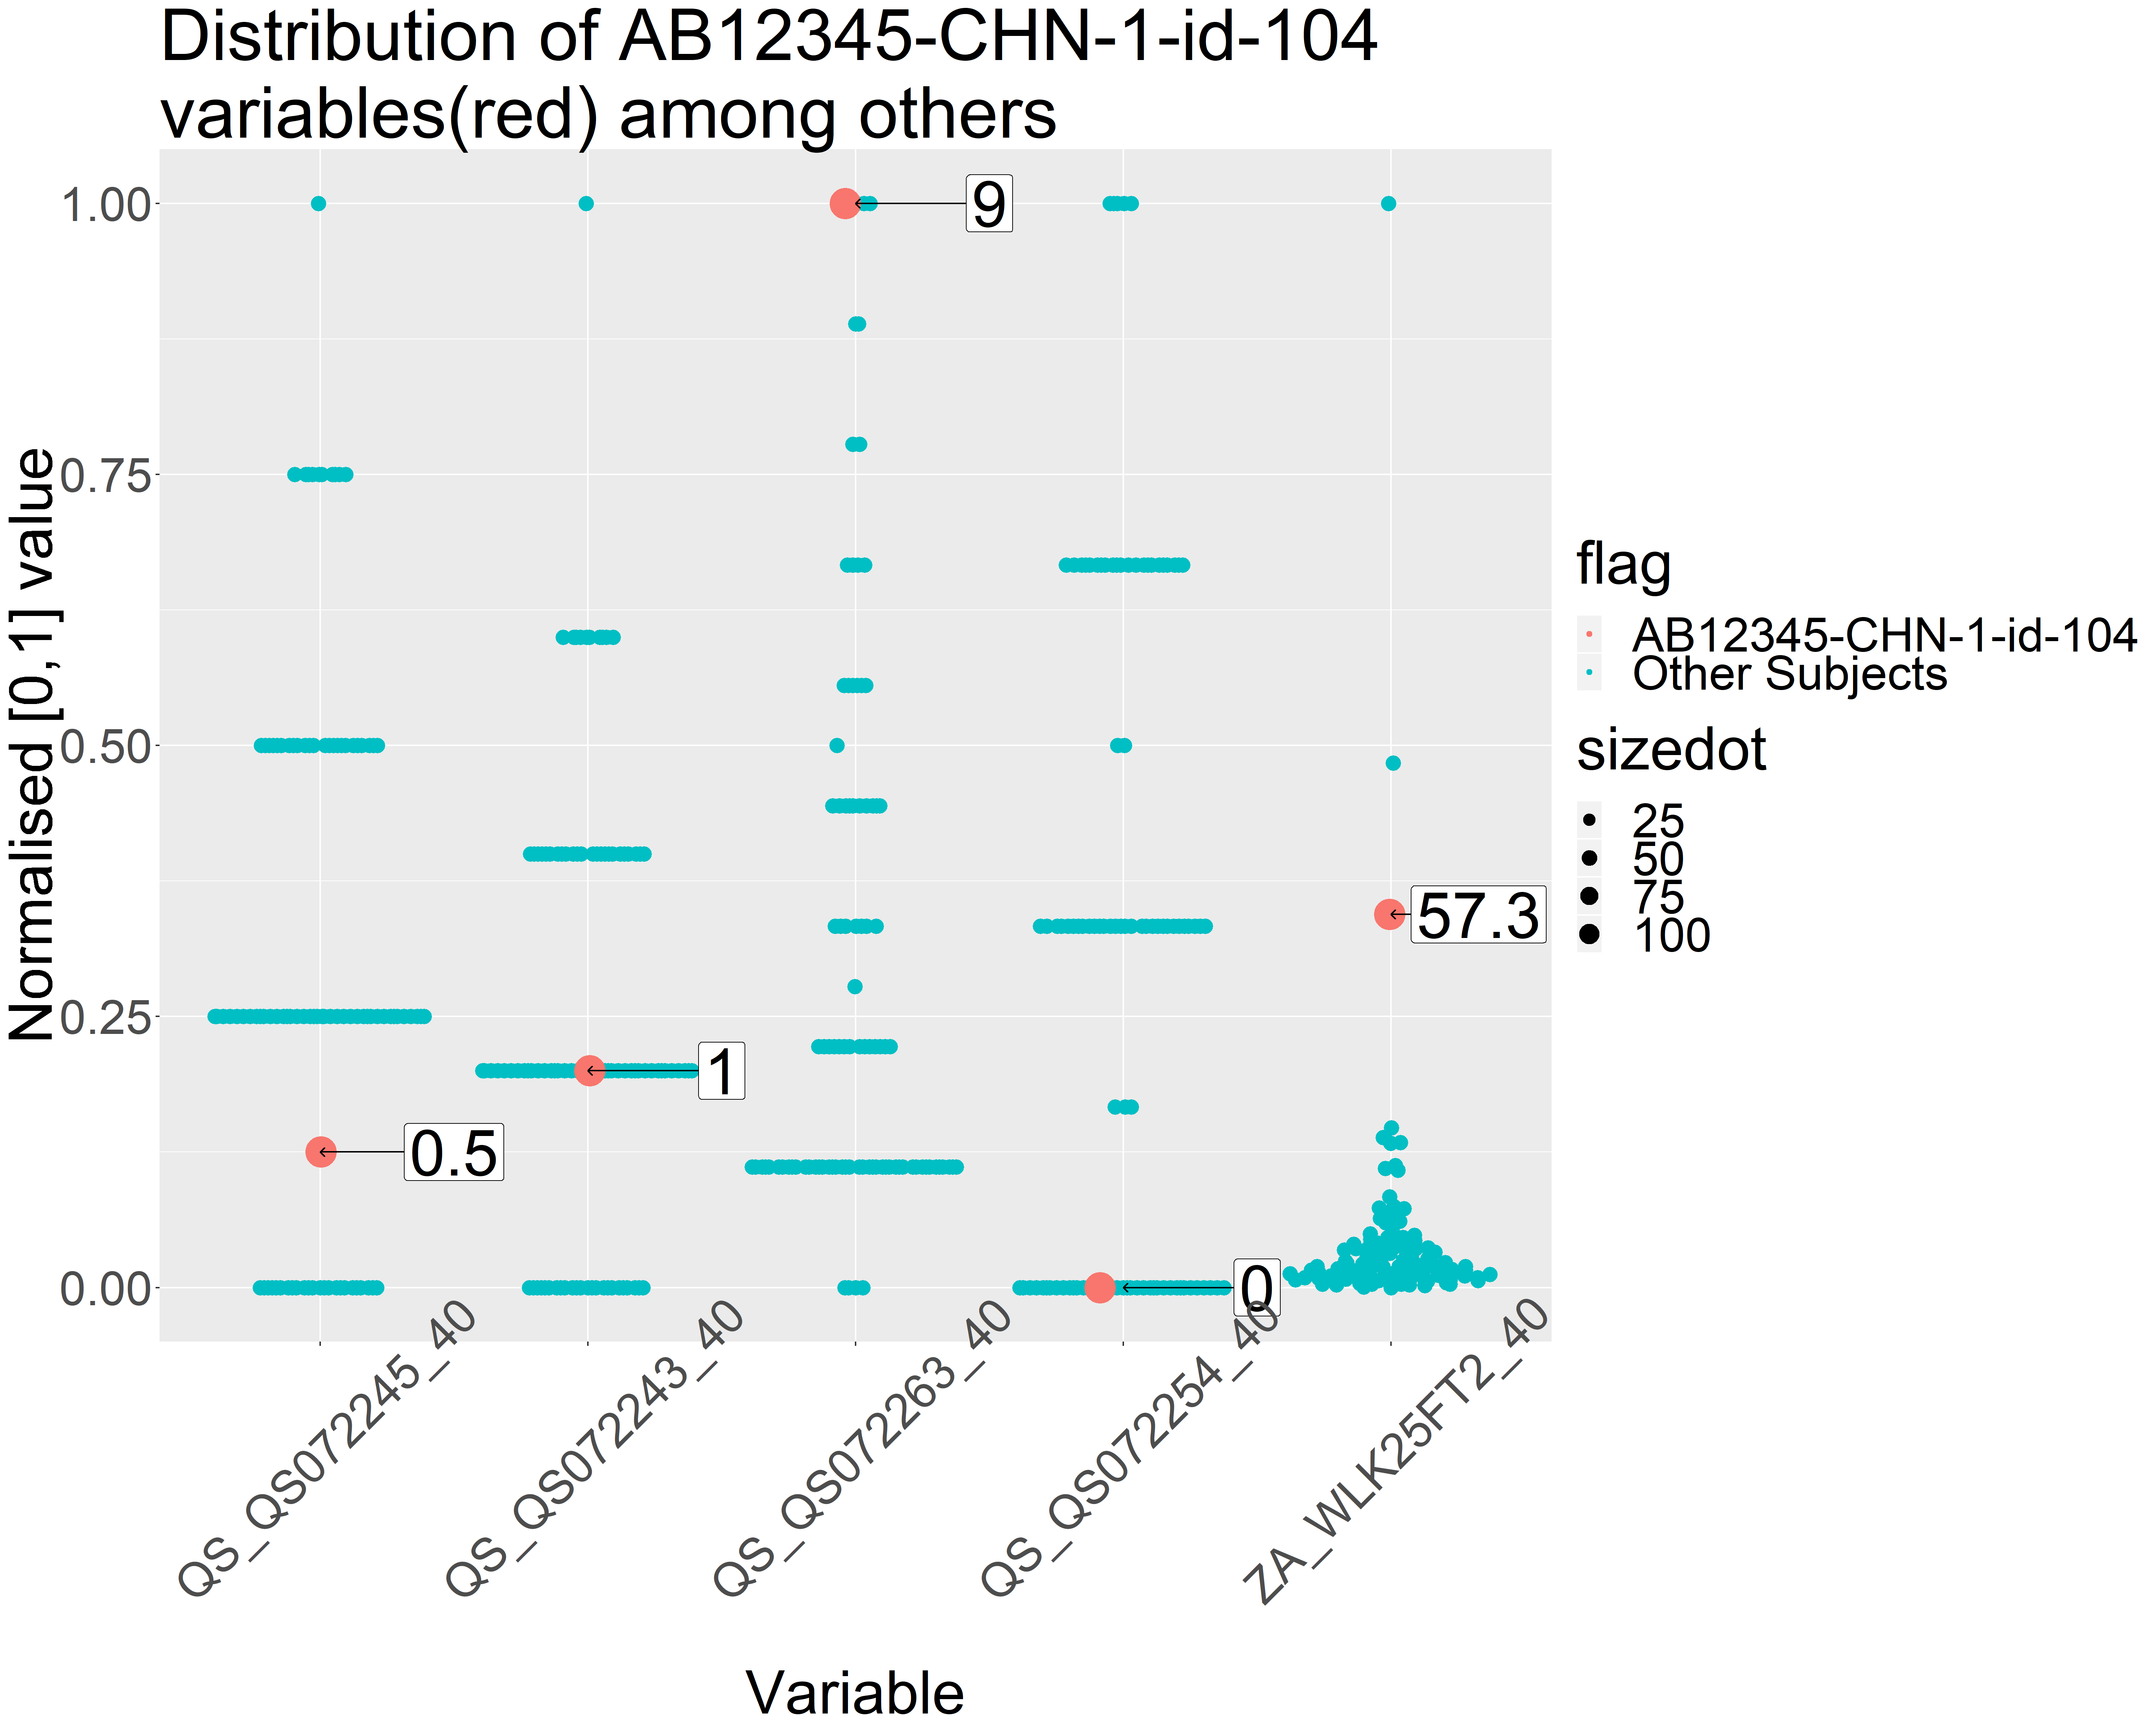 Distribution of AB12345-CHN-1-id-104
variables(red) among others
Normalised [0,1] value
1.00
0.75
0.50
0.25
0.00
9
57.3
1
0.5
0
QS_QS072245_40
QS_QS072243_40
QS_QS072263_40
QS_QS072254_40
ZA_WLK25FT2_40
Variable
flag
AB12345-CHN-1-id-104
Other Subjects
sizedot
25
50
75
100